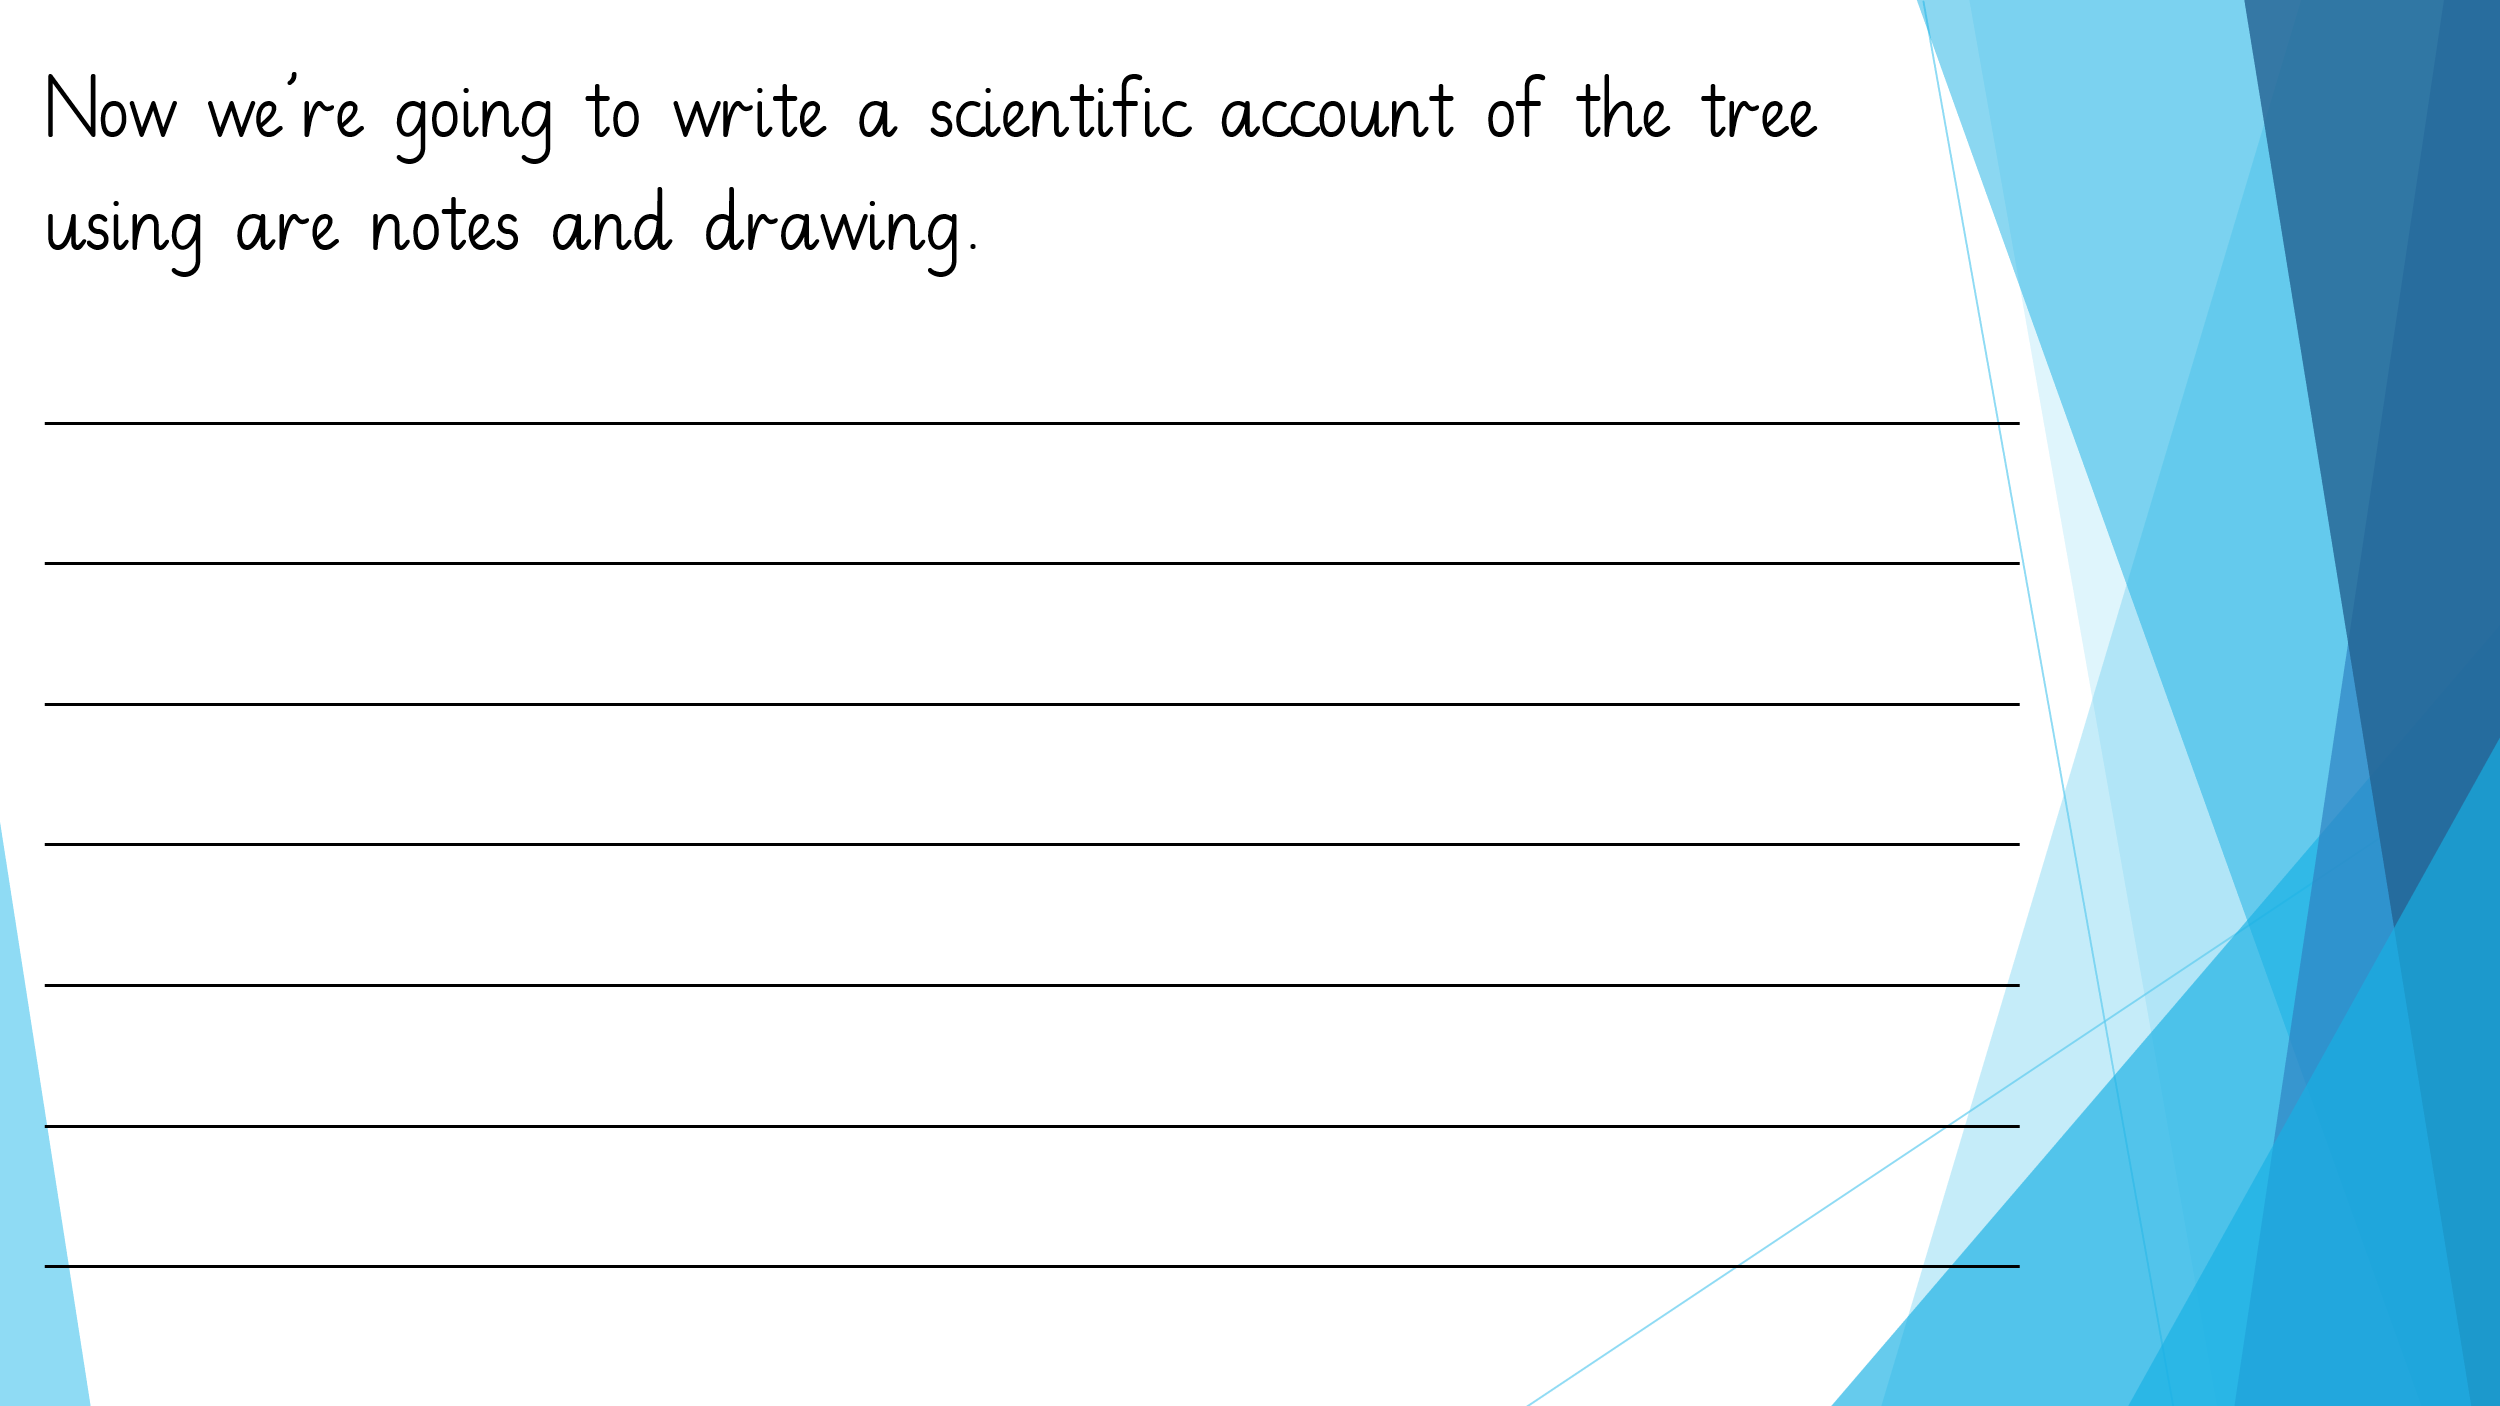 Now we're going to write a scientific account of the tree
using are notes and drawing.